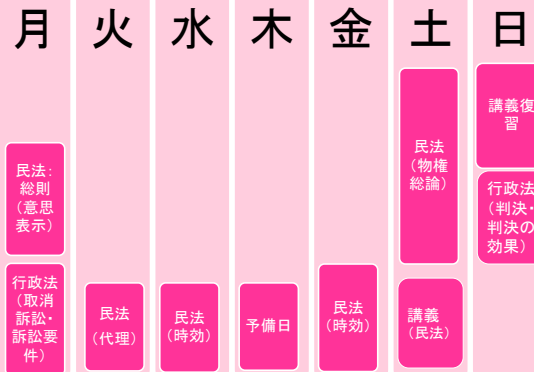 月 火 水 木 金 土 日
民法:
総則
(意思
表示)
行政法
(取消
訴訟・
訴訟要
件)
民法
(代理)
民法
(時効)
予備日
民法
(時効)
民法
(物権
総論)
講義
(民法)
講義復
習
行政法
(判決・
判決の
効果)